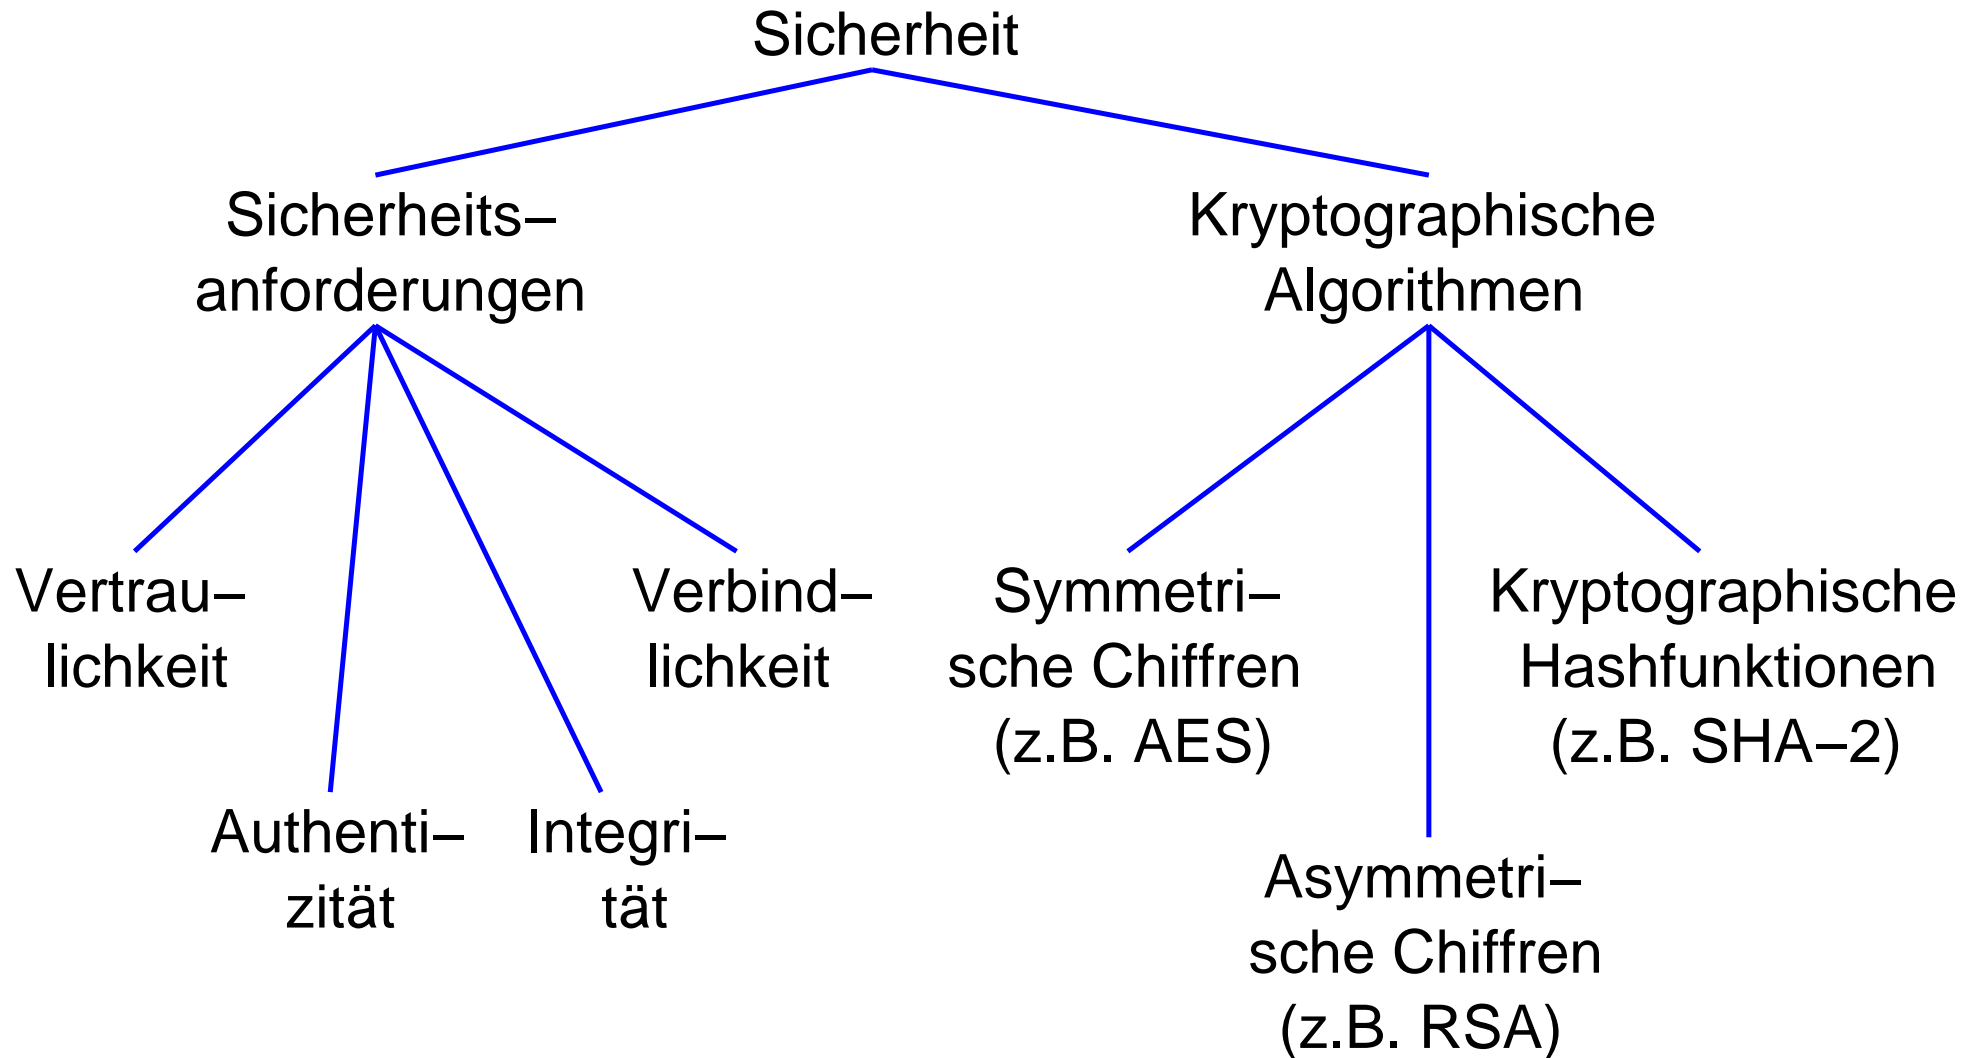 Sicherheit
Sicherheits–
anforderungen
Kryptographische
Algorithmen
Vertrau–
lichkeit
Verbind–
lichkeit
Symmetri–
sche Chiffren
(z.B. AES)
Kryptographische
Hashfunktionen
(z.B. SHA–2)
Authenti–
zität
Integri–
tät
Asymmetri–
sche Chiffren
(z.B. RSA)